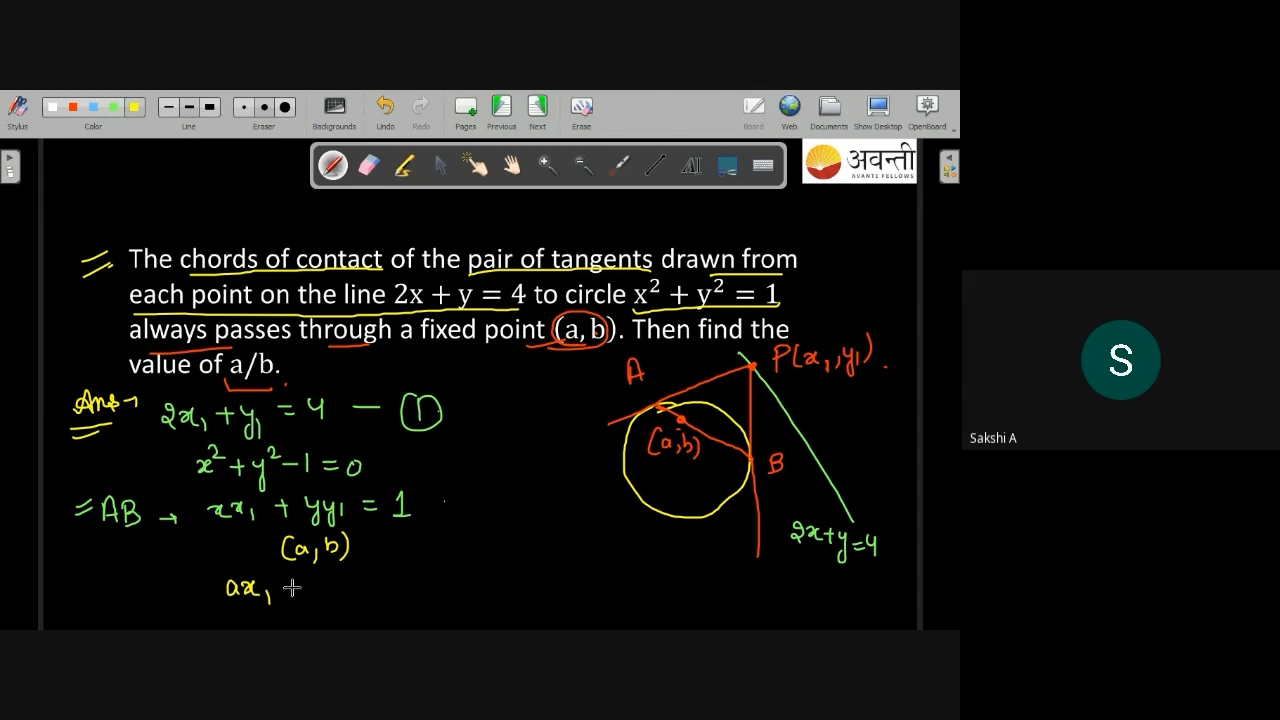 Stylus Color Line Eraser Backgrounds Undo Redo Pages Previous Next Erase Board Web Documents Show Desktop OpenBoard
अवन्ती
AVANTI FELLOWS
The chords of contact of the pair of tangents drawn from
each point on the line 2x + y = 4 to circle x² + y² = 1
always passes through a fixed point (a, b). Then find the
value of a/b.
A
P(x₁, y₁).
Ans→ 2x₁ + y₁ = 4 — ①
(a,b)
x² + y² - 1 = 0
B
= AB → xx₁ + yy₁ = 1
2x+y=4
(a, b)
ax₁ +
S
Sakshi A